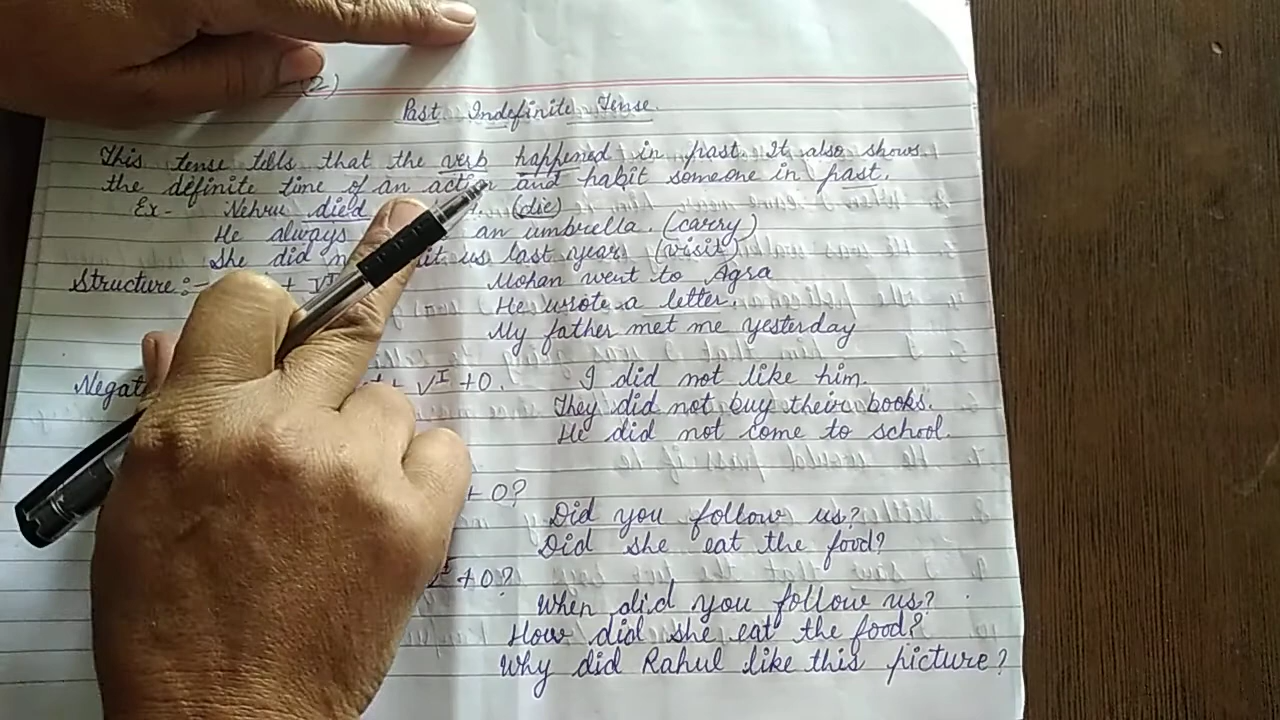 (2)
Past Indefinite Tense.
This tense tells that the verb happened in past. It also shows
the definite time of an action and habit someone in past.
Ex- Nehru died (die)
He always an umbrella. (carry)
She did us last year (visit)
Structure:- + V Mohan went to Agra
He wrote a letter.
My father met me yesterday
+ V^I + O. I did not like him.
They did not buy their books.
He did not come to school.
+ O?
Did you follow us?
Did she eat the food?
+ O?
When did you follow us?
How did she eat the food?
Why did Rahul like this picture?